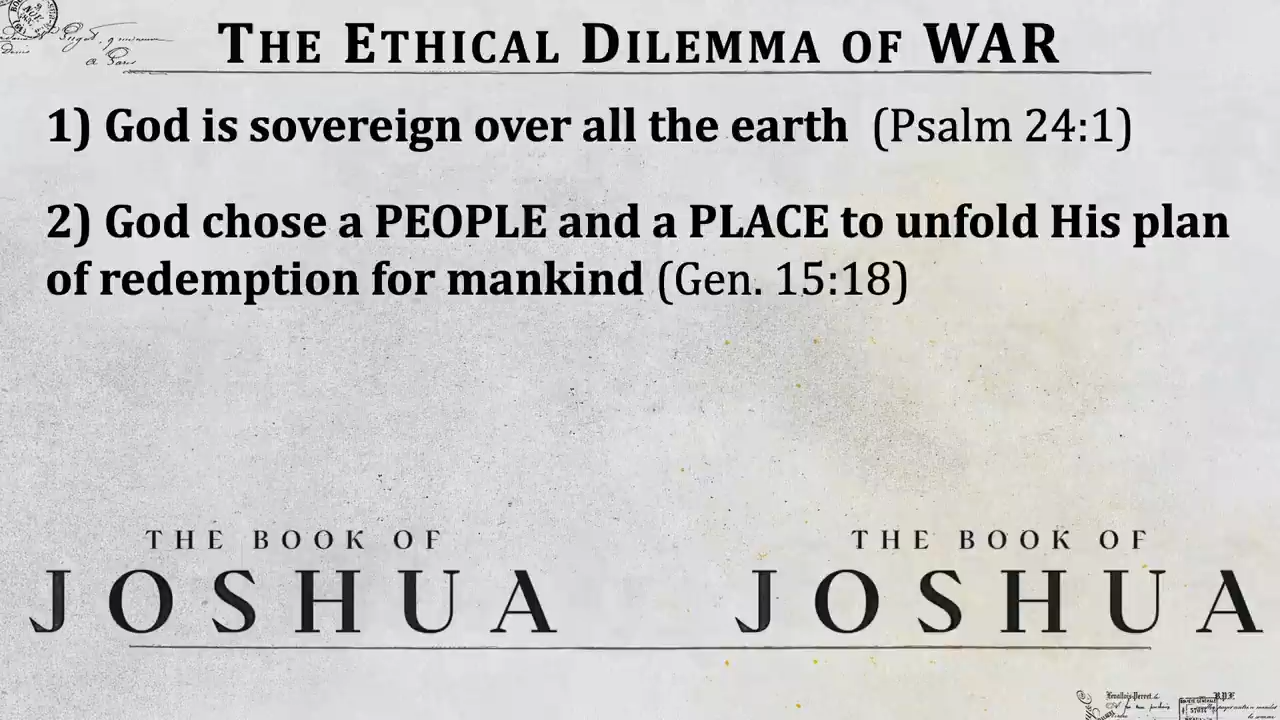 THE ETHICAL DILEMMA OF WAR
1) God is sovereign over all the earth (Psalm 24:1)
2) God chose a PEOPLE and a PLACE to unfold His plan
of redemption for mankind (Gen. 15:18)
THE BOOK OF
JOSHUA
THE BOOK OF
JOSHUA